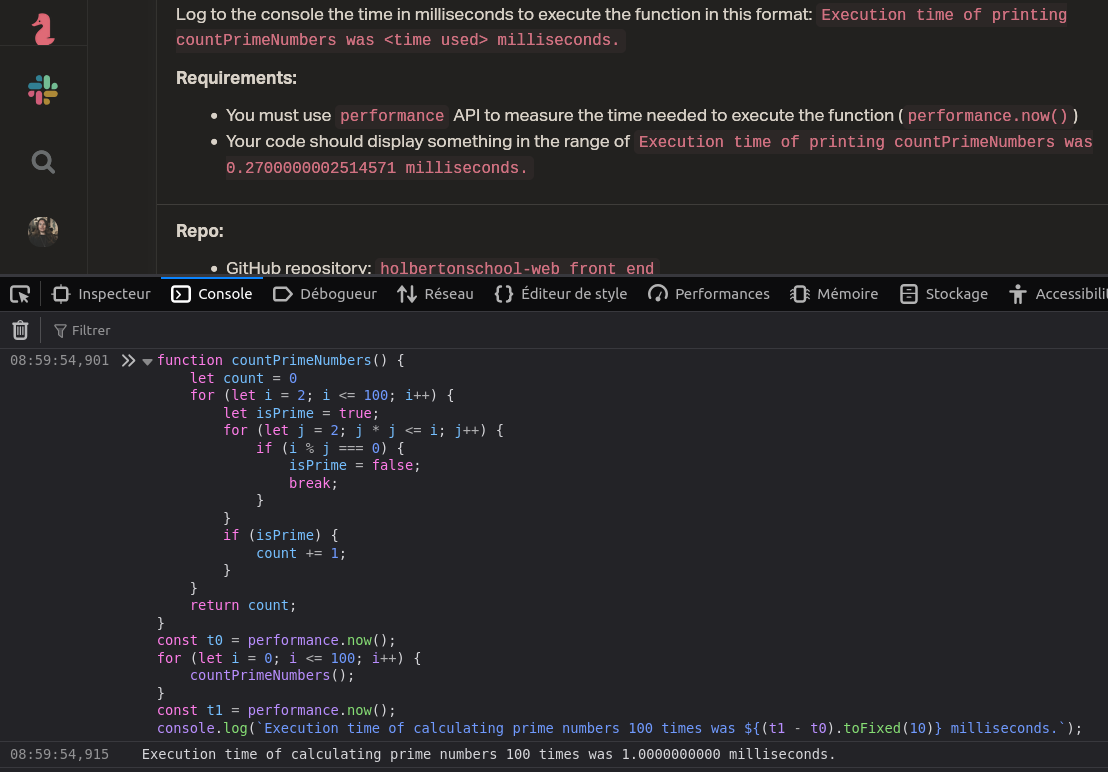 Log to the console the time in milliseconds to execute the function in this format: Execution time of printing
countPrimeNumbers was <time used> milliseconds.
Requirements:
• You must use performance API to measure the time needed to execute the function ( performance.now() )
• Your code should display something in the range of Execution time of printing countPrimeNumbers was
0.2700000002514571 milliseconds.
Repo:
• GitHub repository: holbertonschool-web_front_end
Inspecteur Console Débogueur Réseau {} Éditeur de style Performances Mémoire Stockage Accessibili
Filtrer
08:59:54,901 function countPrimeNumbers() {
let count = 0
for (let i = 2; i <= 100; i++) {
let isPrime = true;
for (let j = 2; j * j <= i; j++) {
if (i % j === 0) {
isPrime = false;
break;
}
}
if (isPrime) {
count += 1;
}
}
return count;
}
const t0 = performance.now();
for (let i = 0; i <= 100; i++) {
countPrimeNumbers();
}
const t1 = performance.now();
console.log(`Execution time of calculating prime numbers 100 times was ${(t1 - t0).toFixed(10)} milliseconds.`);
08:59:54,915 Execution time of calculating prime numbers 100 times was 1.0000000000 milliseconds.